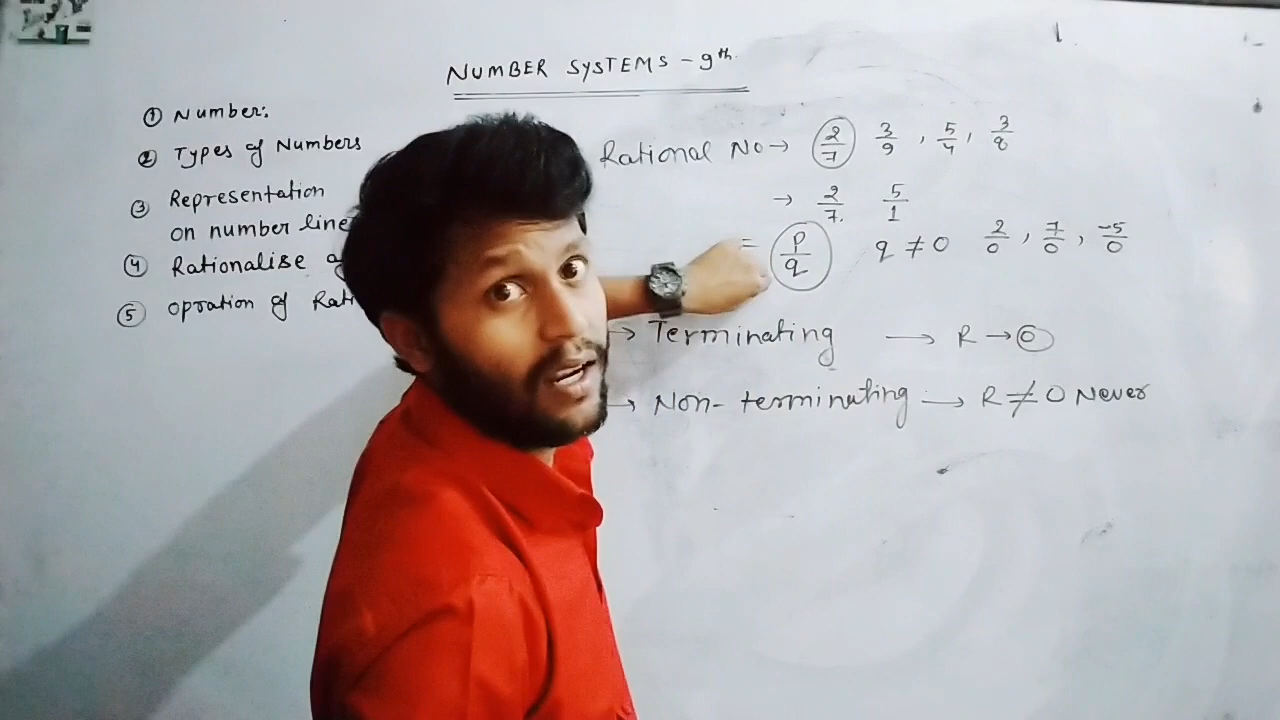 NUMBER SYSTEMS - 9th.
① Number:
② Types of Numbers
③ Representation
on number line
④ Rationalise
⑤ Opration of Rati
Rational No → 2/7 3/9 , 5/4 , 3/8
→ 2/7. 5/1
= p/q q ≠ 0 2/0 , 7/0 , -5/0
→ Terminating → R → 0
→ Non-terminating → R ≠ 0 Never